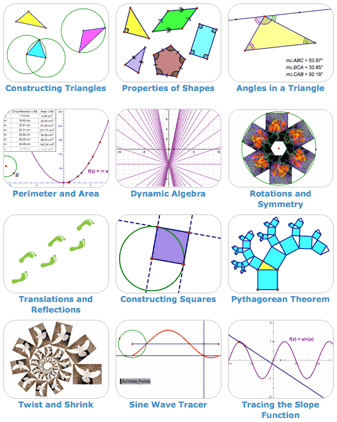 Constructing Triangles
Properties of Shapes
m∠ABC = 53.97°
m∠BCA = 33.85°
m∠CAB = 92.18°
Angles in a Triangle
B
Perimeter and Area
Dynamic Algebra
Rotations and
Symmetry
Translations and
Reflections
Constructing Squares
Pythagorean Theorem
Twist and Shrink
Animate Points
Sine Wave Tracer
f(x) = sin(x)
Tracing the Slope
Function